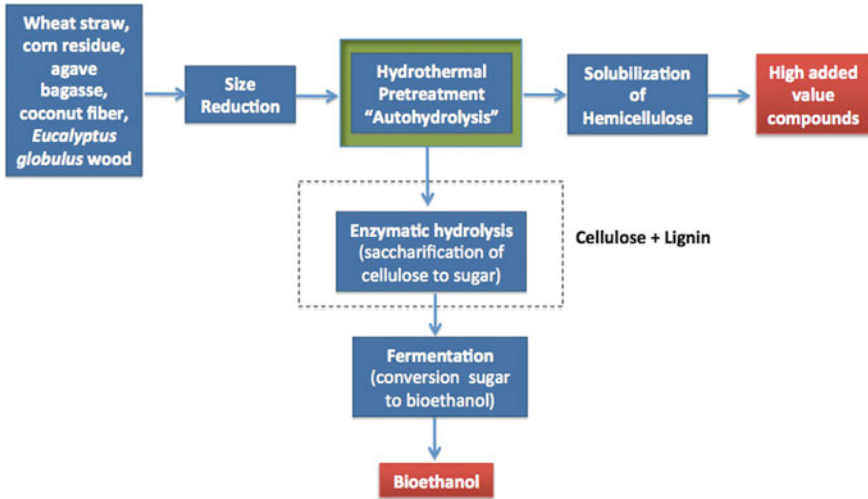 Wheat straw,
corn residue,
agave
bagasse,
coconut fiber,
Eucalyptus
globulus wood
Size
Reduction
Hydrothermal
Pretreatment
“Autohydrolysis”
Solubilization
of
Hemicellulose
High added
value
compounds
Enzymatic hydrolysis
(saccharification of
cellulose to sugar)
Cellulose + Lignin
Fermentation
(conversion sugar
to bioethanol)
Bioethanol